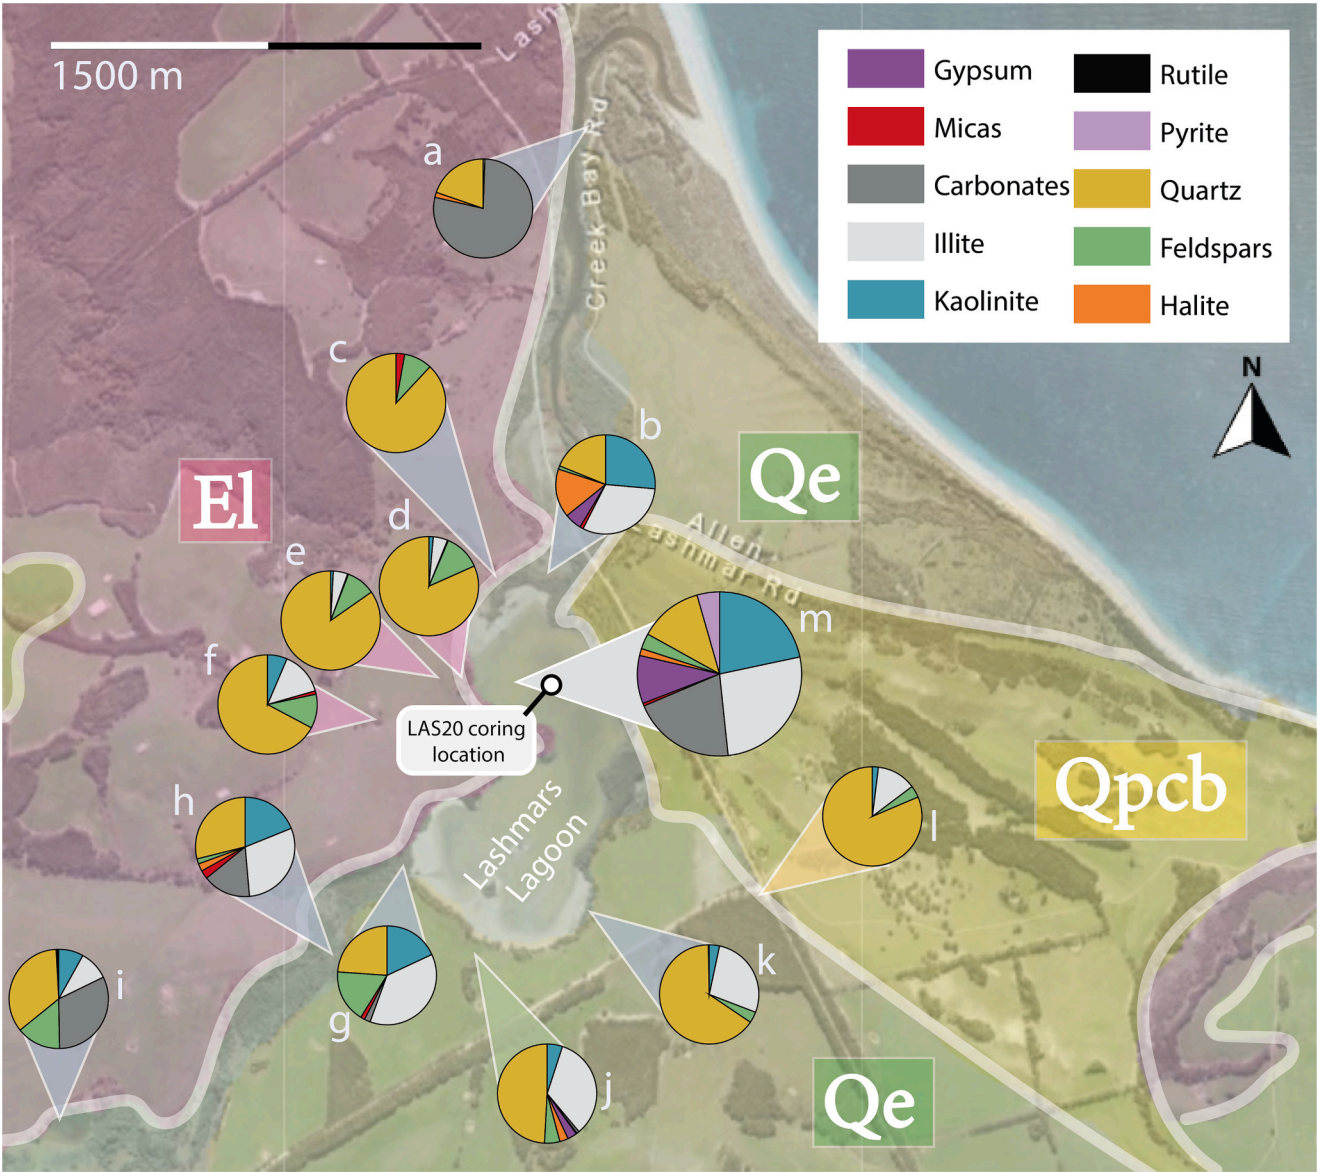 Lash
1500 m
Gypsum
Micas
Carbonates
Illite
Kaolinite
Rutile
Pyrite
Quartz
Feldspars
Halite
a
Creek Bay Rd
N
c
b
El
Qe
d
Allen
Lashmar Rd
e
m
f
LAS20 coring
location
Qpcb
h
Lashmars
Lagoon
l
i
g
k
j
Qe